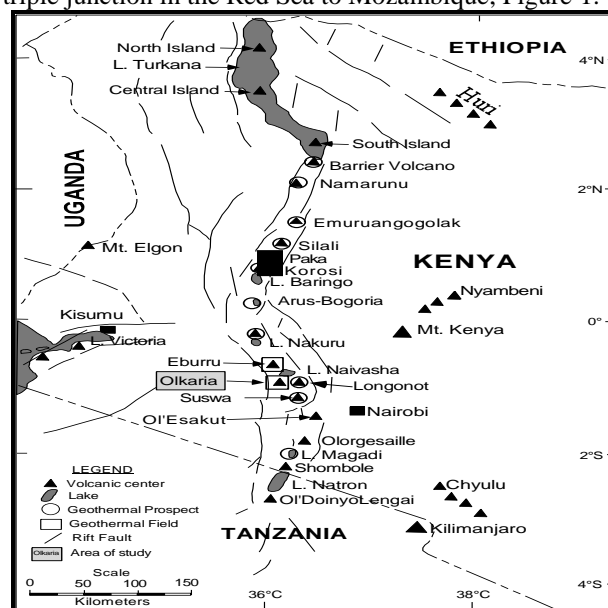 triple junction in the Red Sea to Mozambique, Figure 1.
North Island
ETHIOPIA
L. Turkana
4°N
Central Island
Huri
South Island
UGANDA
Barrier Volcano
Namarunu
2°N
Emuruangogolak
Silali
Mt. Elgon
Paka
KENYA
Korosi
L. Baringo
Nyambeni
Arus-Bogoria
Kisumu
0°
Mt. Kenya
L. Victoria
L. Nakuru
Eburru
L. Naivasha
Olkaria
Longonot
Suswa
Nairobi
Ol'Esakut
Olorgesaille
L. Magadi
2°S
LEGEND
Shombole
Volcanic center
L. Natron
Chyulu
Lake
Ol'DoinyoLengai
Geothermal Prospect
Geothermal Field
TANZANIA
Kilimanjaro
Rift Fault
Olkaria
Area of study
Scale
0 50 100 150
Kilometers
36°C
38°C
4°S